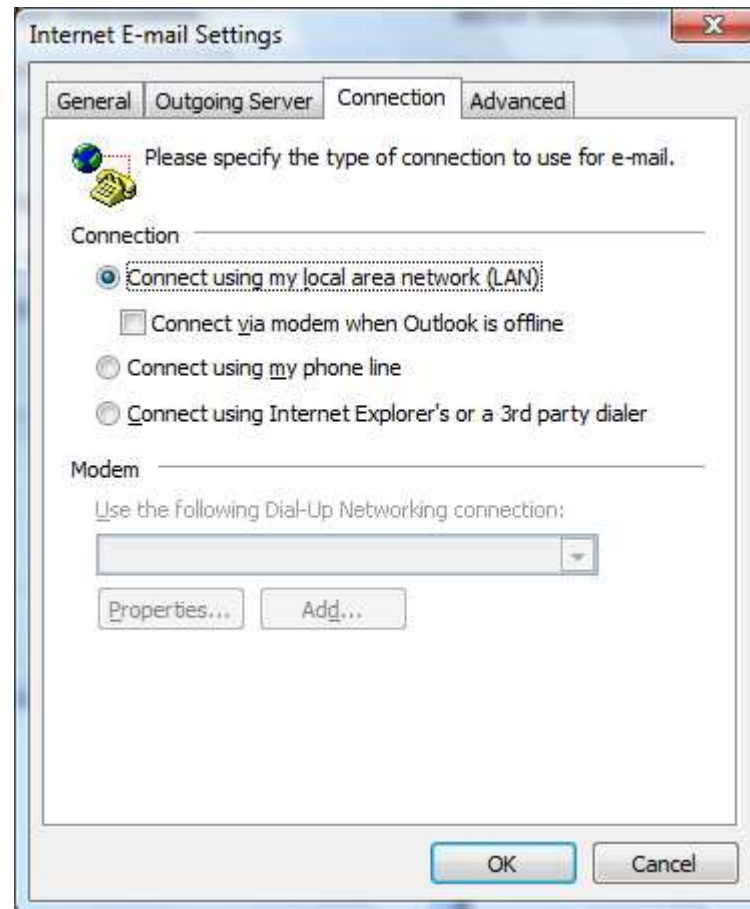 Internet E-mail Settings
General Outgoing Server Connection Advanced
Please specify the type of connection to use for e-mail.
Connection
Connect using my local area network (LAN)
Connect via modem when Outlook is offline
Connect using my phone line
Connect using Internet Explorer's or a 3rd party dialer
Modem
Use the following Dial-Up Networking connection:
Properties... Add...
OK Cancel